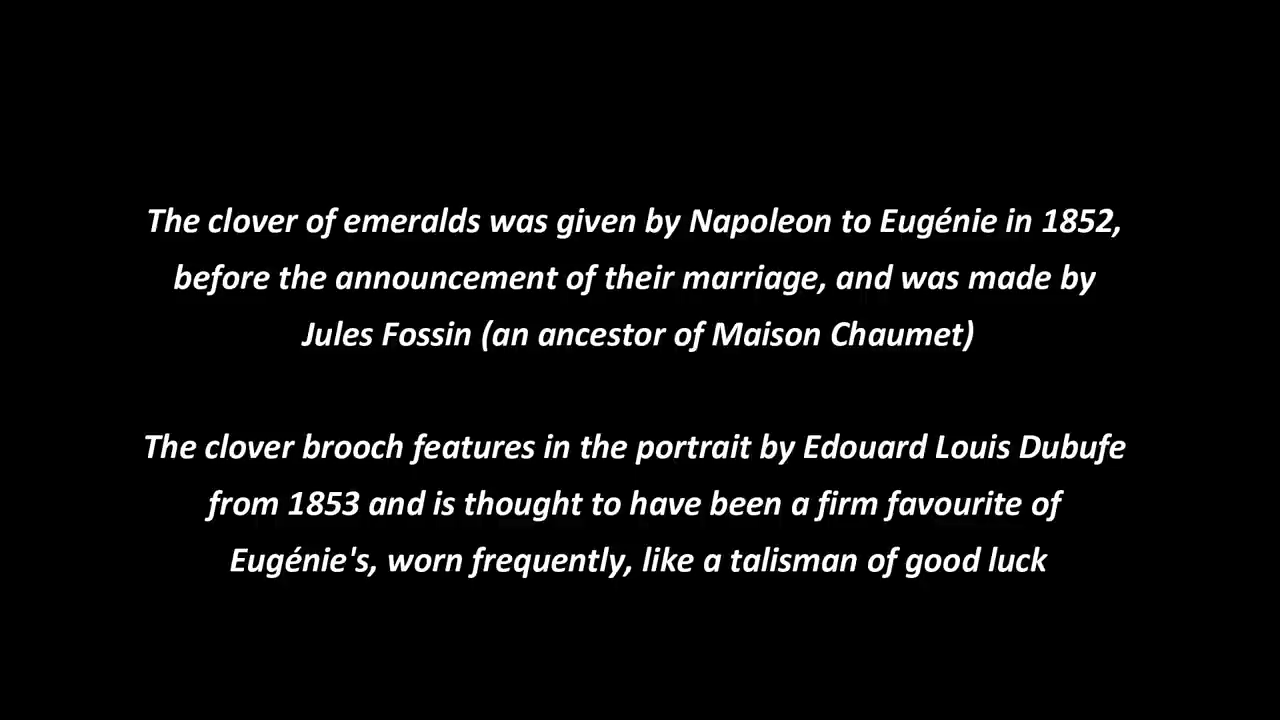 The clover of emeralds was given by Napoleon to Eugénie in 1852,
before the announcement of their marriage, and was made by
Jules Fossin (an ancestor of Maison Chaumet)
The clover brooch features in the portrait by Edouard Louis Dubufe
from 1853 and is thought to have been a firm favourite of
Eugénie's, worn frequently, like a talisman of good luck